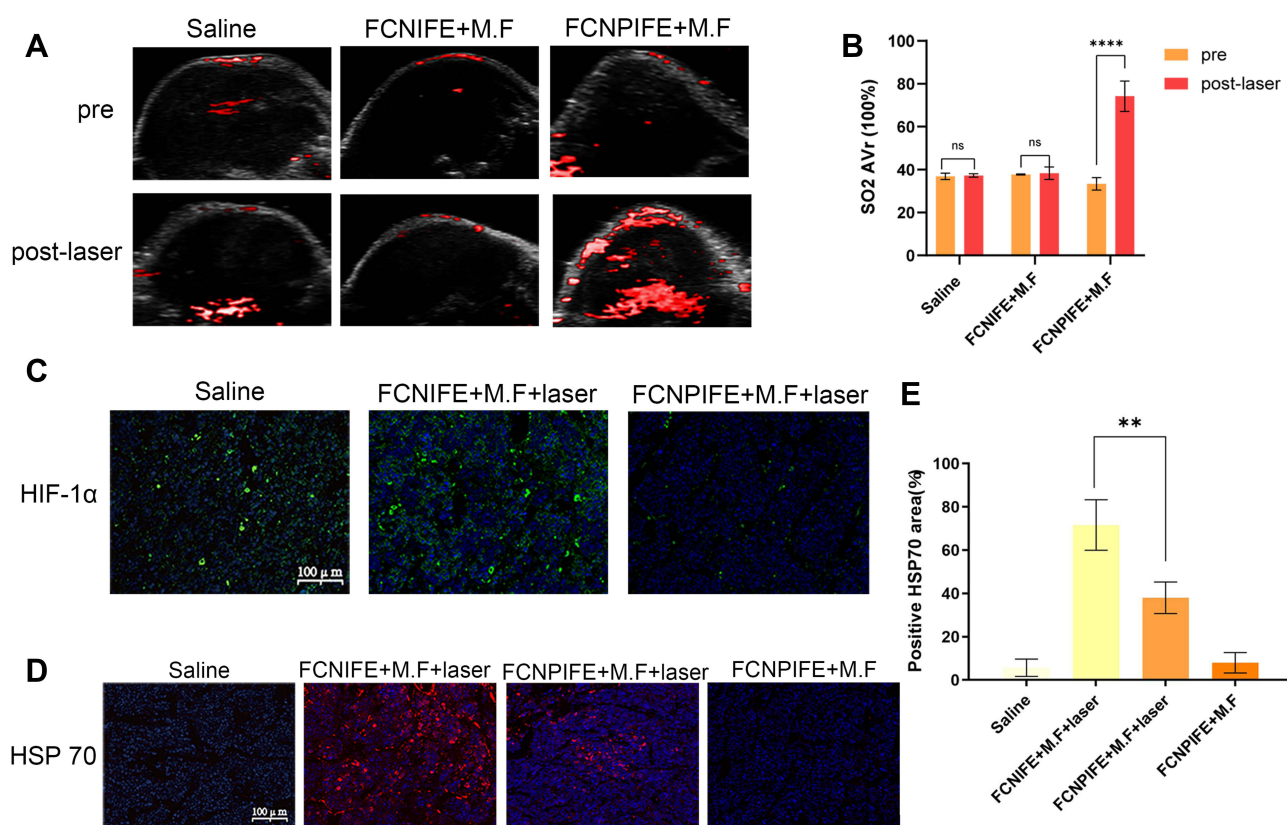 A
Saline
FCNIFE+M.F
FCNPIFE+M.F
pre
post-laser
B
SO2 AVr (100%)
100
80
60
40
20
0
ns
ns
****
pre
post-laser
Saline
FCNIFE+M.F
FCNPIFE+M.F
C
Saline
FCNIFE+M.F+laser
FCNPIFE+M.F+laser
HIF-1α
100 μm
D
Saline
FCNIFE+M.F+laser
FCNPIFE+M.F+laser
FCNPIFE+M.F
HSP 70
100 μm
E
Positive HSP70 area(%)
100
80
60
40
20
0
**
Saline
FCNIFE+M.F+laser
FCNPIFE+M.F+laser
FCNPIFE+M.F